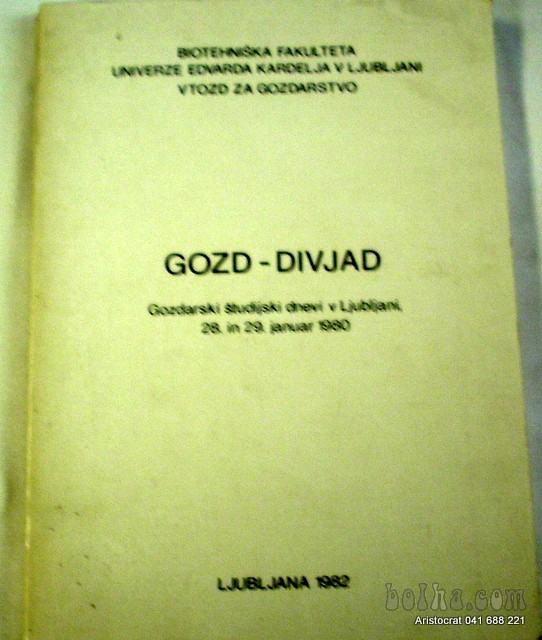 BIOTEHNIŠKA FAKULTETA
UNIVERZE EDVARDA KARDELJA V LJUBLJANI
VTOZD ZA GOZDARSTVO
GOZD - DIVJAD
Gozdarski študijski dnevi v Ljubljani,
28. in 29. januar 1980
LJUBLJANA 1982
bolha.com
Aristocrat 041 688 221